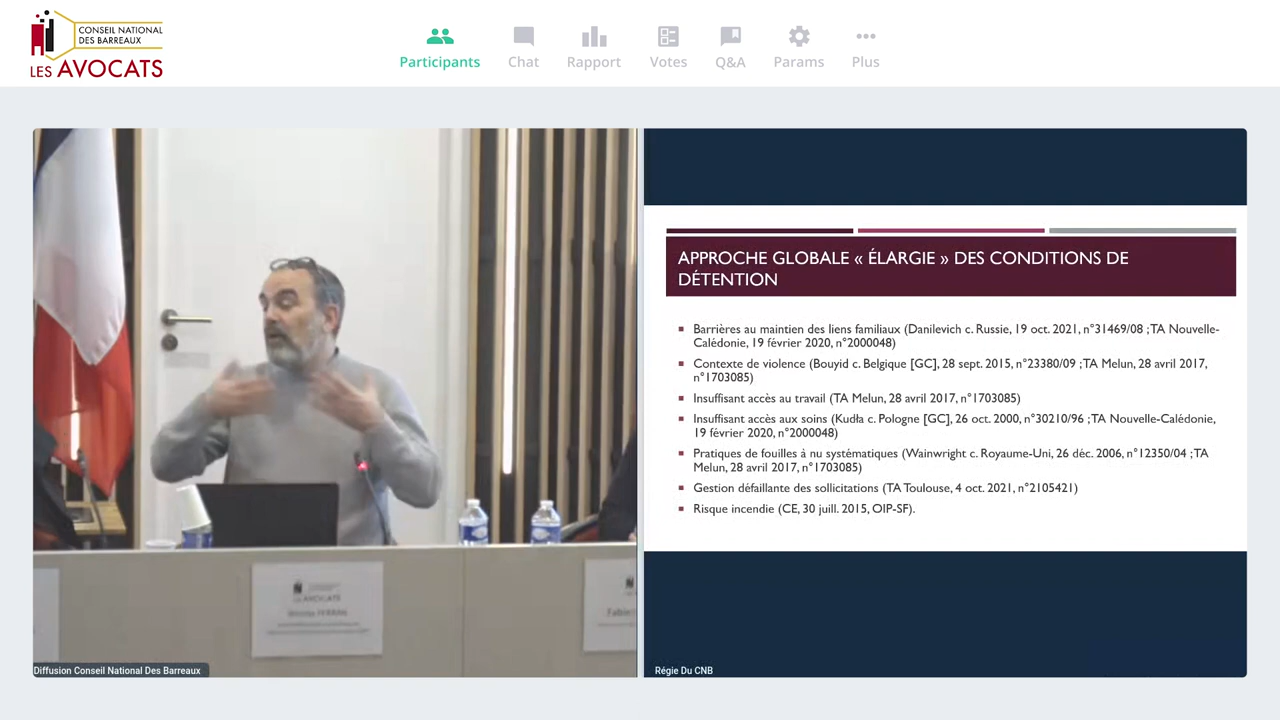 CONSEIL NATIONAL
DES BARREAUX
LES AVOCATS
Participants
Chat
Rapport
Votes
Q&A
Params
Plus
APPROCHE GLOBALE « ÉLARGIE » DES CONDITIONS DE
DÉTENTION
Barrières au maintien des liens familiaux (Danilevich c. Russie, 19 oct. 2021, n°31469/08 ; TA Nouvelle-
Calédonie, 19 février 2020, n°2000048)
Contexte de violence (Bouyid c. Belgique [GC], 28 sept. 2015, n°23380/09 ; TA Melun, 28 avril 2017,
n°1703085)
Insuffisant accès au travail (TA Melun, 28 avril 2017, n°1703085)
Insuffisant accès aux soins (Kudła c. Pologne [GC], 26 oct. 2000, n°30210/96 ; TA Nouvelle-Calédonie,
19 février 2020, n°2000048)
Pratiques de fouilles à nu systématiques (Wainwright c. Royaume-Uni, 26 déc. 2006, n°12350/04 ; TA
Melun, 28 avril 2017, n°1703085)
Gestion défaillante des sollicitations (TA Toulouse, 4 oct. 2021, n°2105421)
Risque incendie (CE, 30 juill. 2015, OIP-SF).
LES AVOCATS
Diffusion Conseil National Des Barreaux
Régie Du CNB